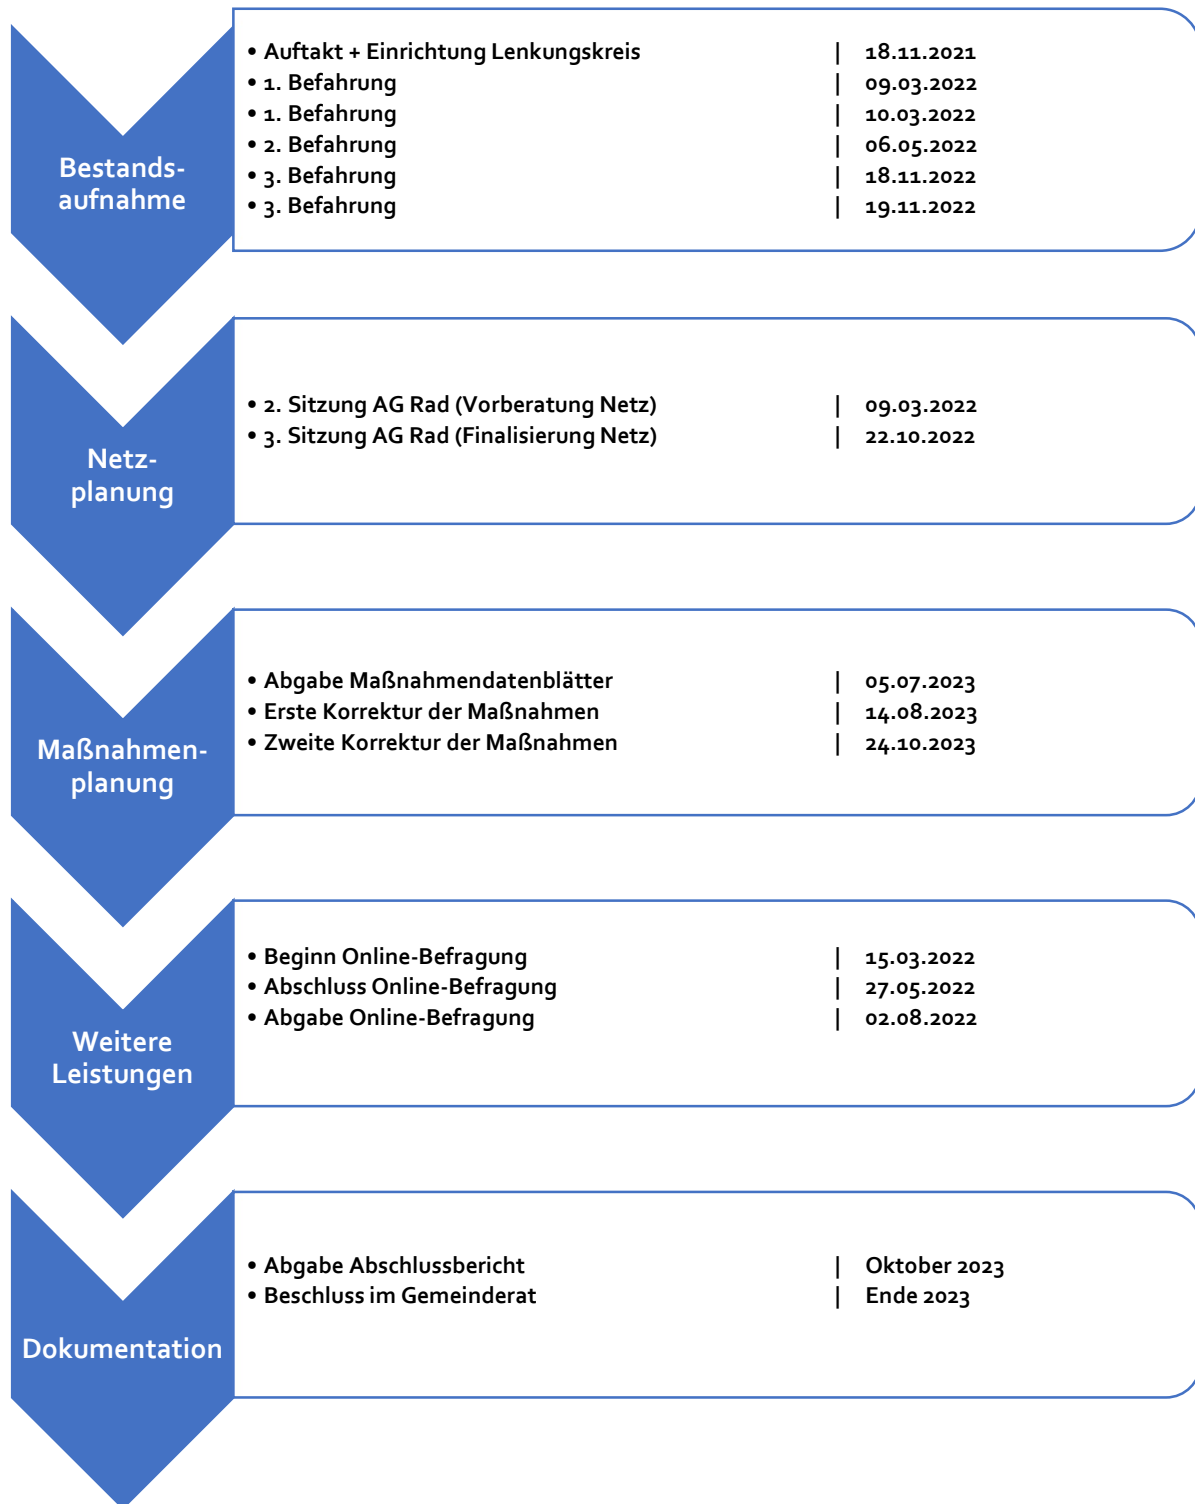 Bestands-
aufnahme
• Auftakt + Einrichtung Lenkungskreis | 18.11.2021
• 1. Befahrung | 09.03.2022
• 1. Befahrung | 10.03.2022
• 2. Befahrung | 06.05.2022
• 3. Befahrung | 18.11.2022
• 3. Befahrung | 19.11.2022
Netz-
planung
• 2. Sitzung AG Rad (Vorberatung Netz) | 09.03.2022
• 3. Sitzung AG Rad (Finalisierung Netz) | 22.10.2022
Maßnahmen-
planung
• Abgabe Maßnahmendatenblätter | 05.07.2023
• Erste Korrektur der Maßnahmen | 14.08.2023
• Zweite Korrektur der Maßnahmen | 24.10.2023
Weitere
Leistungen
• Beginn Online-Befragung | 15.03.2022
• Abschluss Online-Befragung | 27.05.2022
• Abgabe Online-Befragung | 02.08.2022
Dokumentation
• Abgabe Abschlussbericht | Oktober 2023
• Beschluss im Gemeinderat | Ende 2023